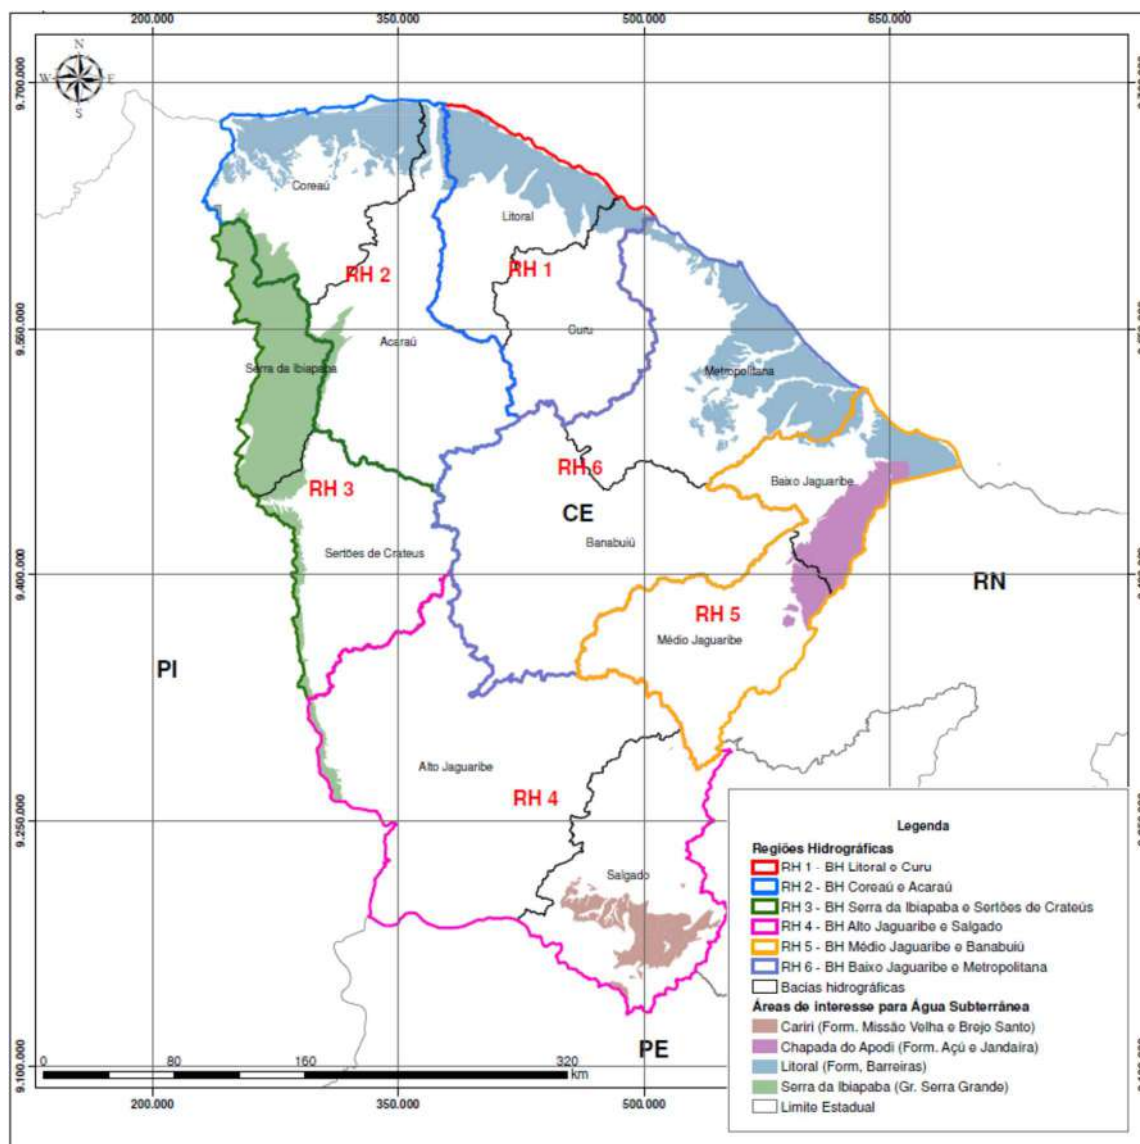 200.000 350.000 500.000 650.000
N
W E
S
9.700.000
Coreaú
Litoral
RH 2
RH 1
9.550.000
Curu
Acaraú
Serra da Ibiapaba
Metropolitana
RH 6
RH 3
Baixo Jaguaribe
CE
Banabuiú
Sertões de Crateus
9.400.000
RN
RH 5
Médio Jaguaribe
PI
Alto Jaguaribe
RH 4
9.250.000
Salgado
PE
9.100.000
0 80 160 320
km
200.000 350.000 500.000
Legenda
Regiões Hidrográficas
RH 1 - BH Litoral e Curu
RH 2 - BH Coreaú e Acaraú
RH 3 - BH Serra da Ibiapaba e Sertões de Crateús
RH 4 - BH Alto Jaguaribe e Salgado
RH 5 - BH Médio Jaguaribe e Banabuiú
RH 6 - BH Baixo Jaguaribe e Metropolitana
Bacias hidrográficas
Áreas de interesse para Água Subterrânea
Cariri (Form. Missão Velha e Brejo Santo)
Chapada do Apodi (Form. Açú e Jandaíra)
Litoral (Form, Barreiras)
Serra da Ibiapaba (Gr. Serra Grande)
Limite Estadual